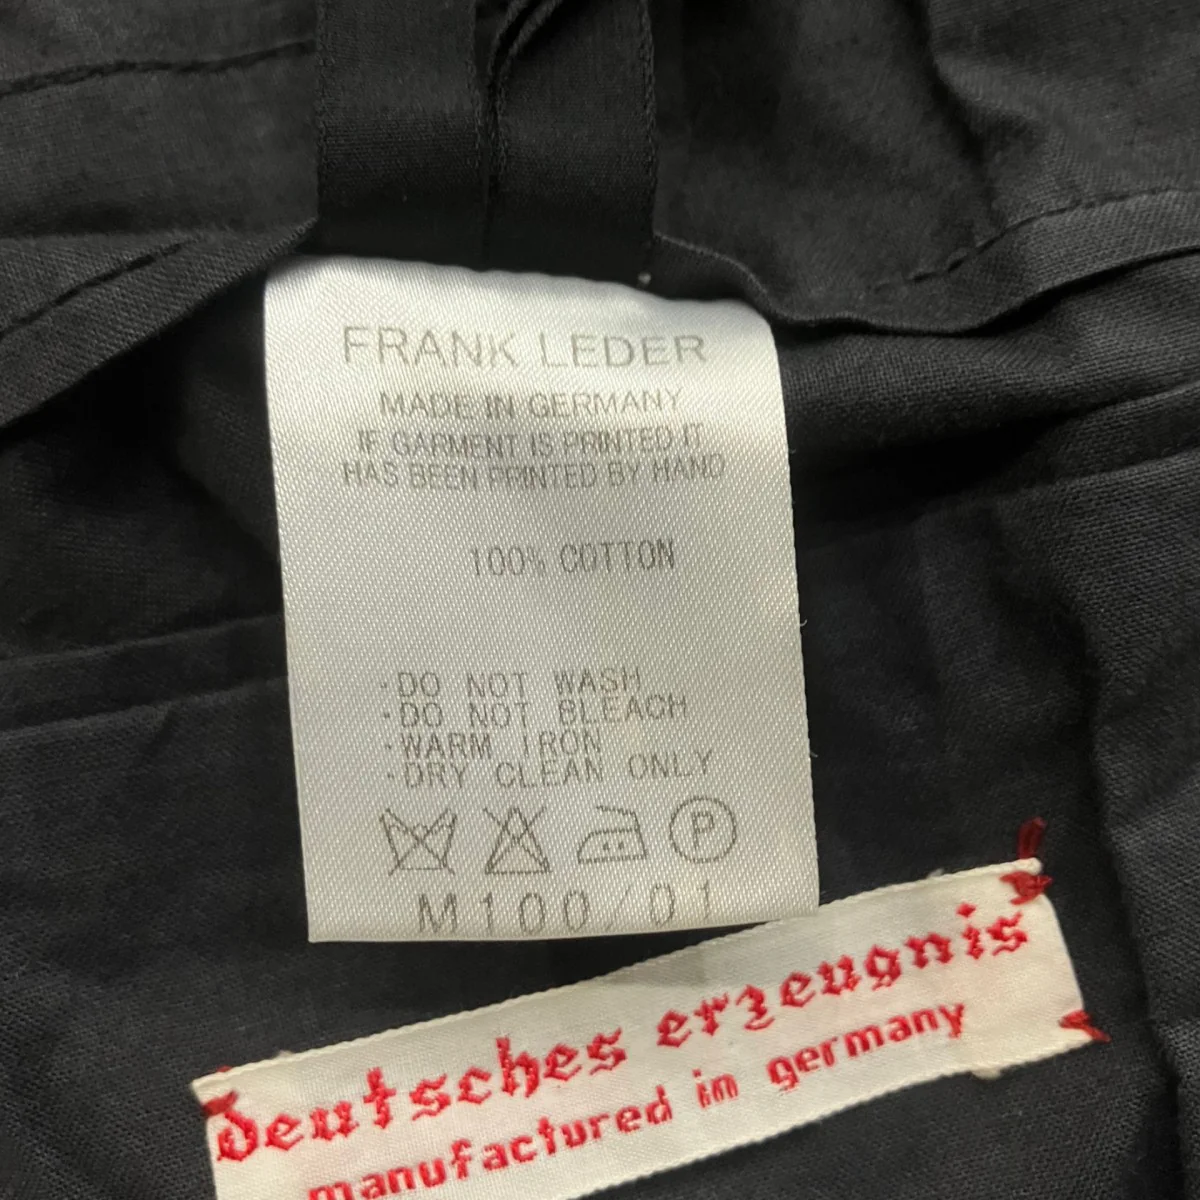 FRANK LEDER
MADE IN GERMANY
IF GARMENT IS PRINTED IT
HAS BEEN PRINTED BY HAND
100% COTTON
·DO NOT WASH
·DO NOT BLEACH
·WARM IRON
·DRY CLEAN ONLY
P
M100/01
deutsches erzeugnis
manufactured in germany